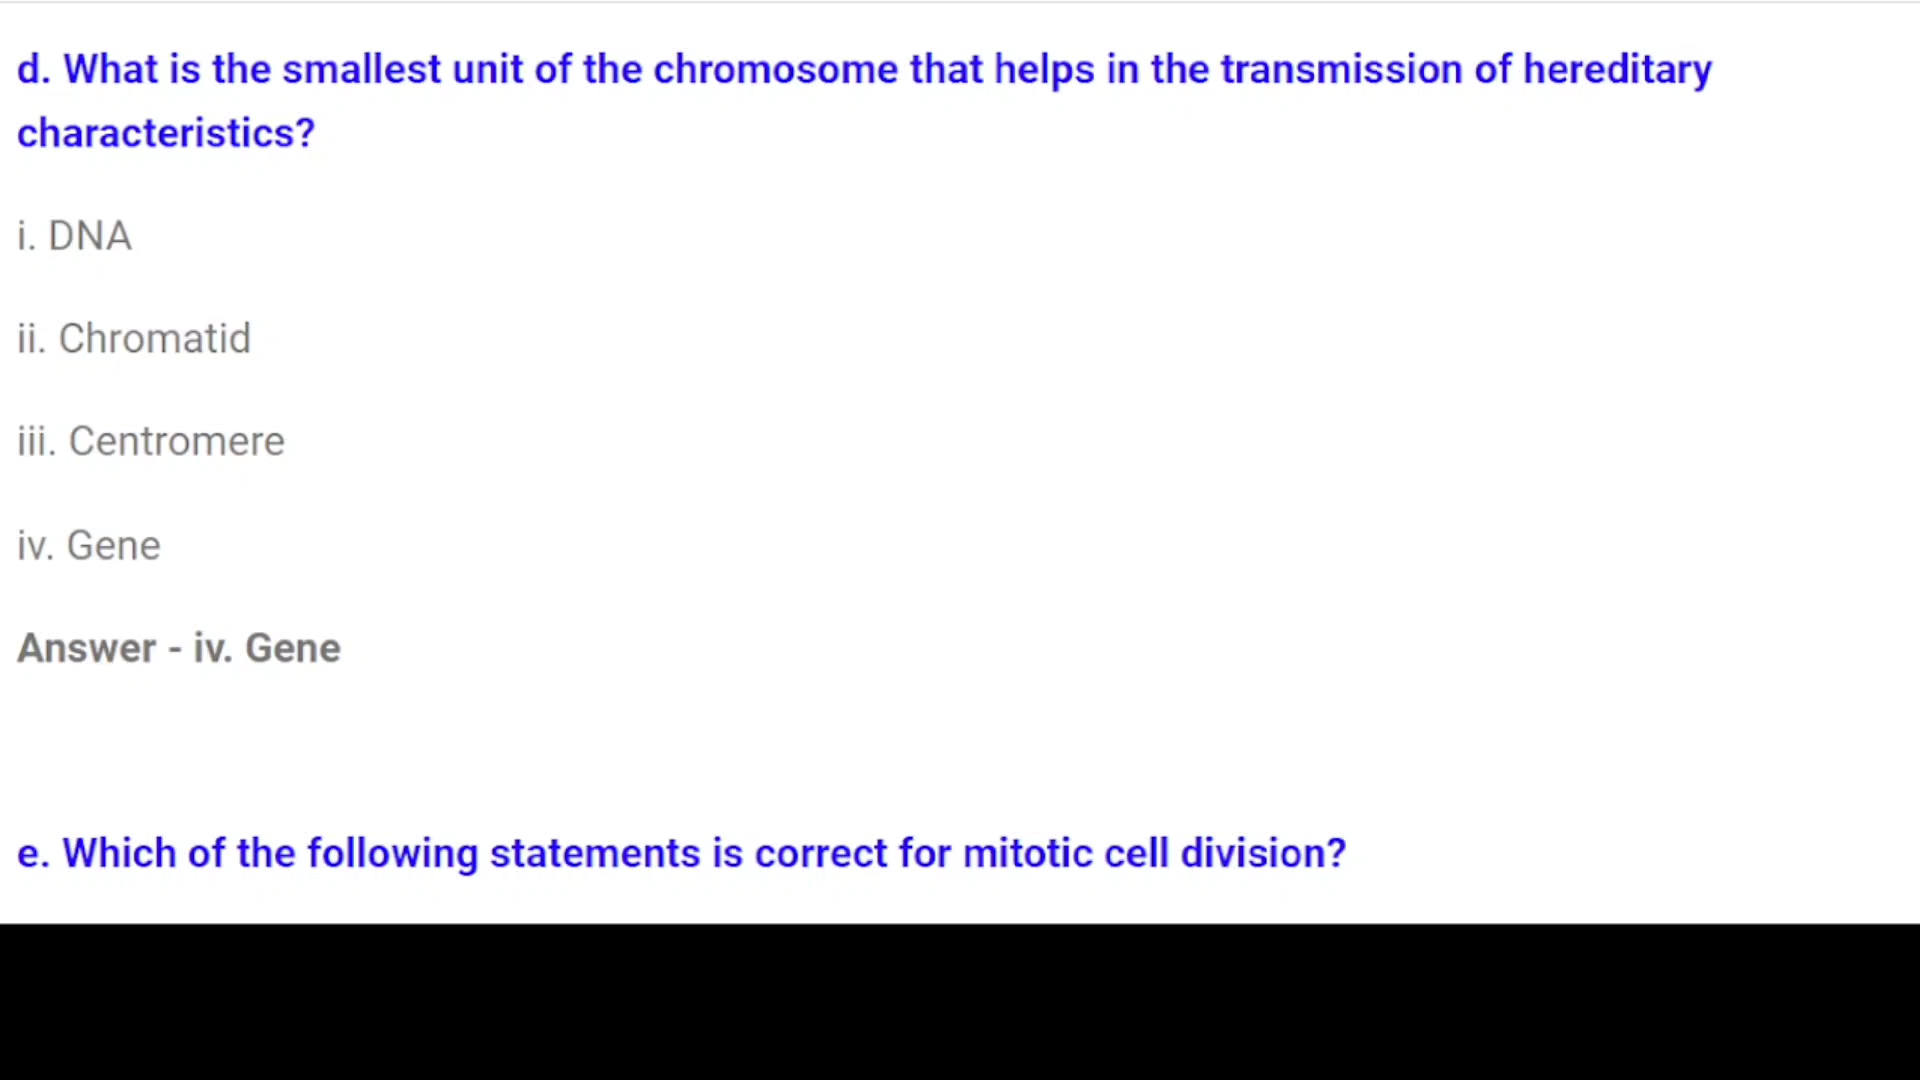 d. What is the smallest unit of the chromosome that helps in the transmission of hereditary
characteristics?
i. DNA
ii. Chromatid
iii. Centromere
iv. Gene
Answer - iv. Gene
e. Which of the following statements is correct for mitotic cell division?